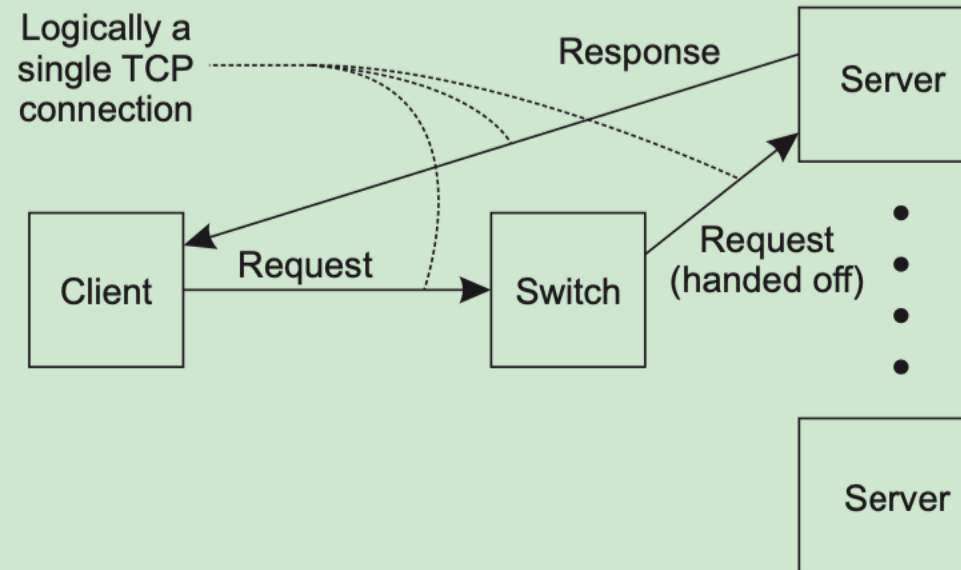 Logically a
single TCP
connection
Response
Server
Client
Request
Switch
Request
(handed off)
Server